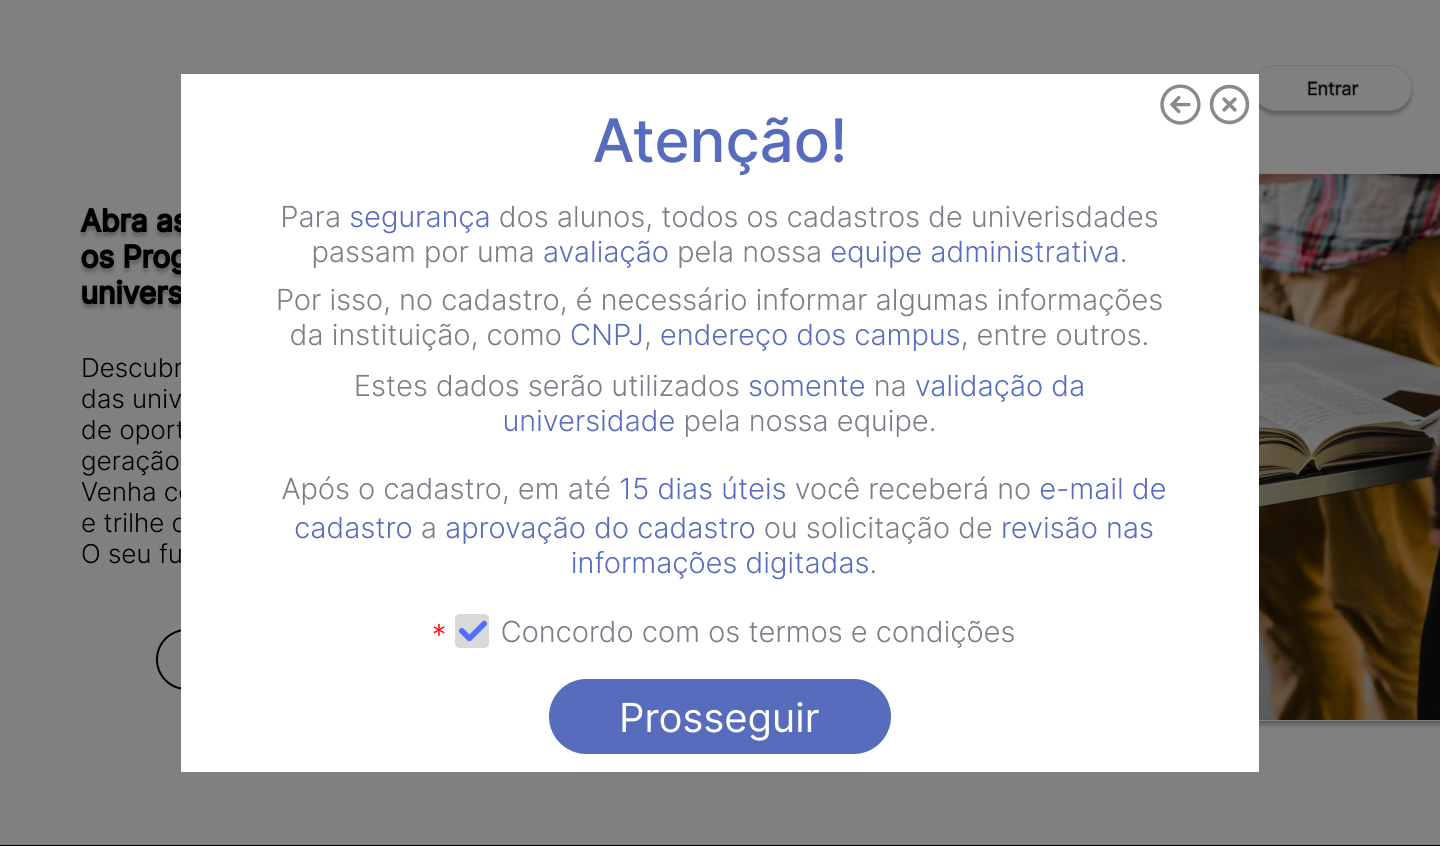 Entrar
Atenção!
Para segurança dos alunos, todos os cadastros de univerisdades
passam por uma avaliação pela nossa equipe administrativa.
Por isso, no cadastro, é necessário informar algumas informações
da instituição, como CNPJ, endereço dos campus, entre outros.
Estes dados serão utilizados somente na validação da
universidade pela nossa equipe.
Após o cadastro, em até 15 dias úteis você receberá no e-mail de
cadastro a aprovação do cadastro ou solicitação de revisão nas
informações digitadas.
* Concordo com os termos e condições
Prosseguir
Abra as
os Prog
univers
Descubr
das univ
de oport
geração
Venha c
e trilhe
O seu fu